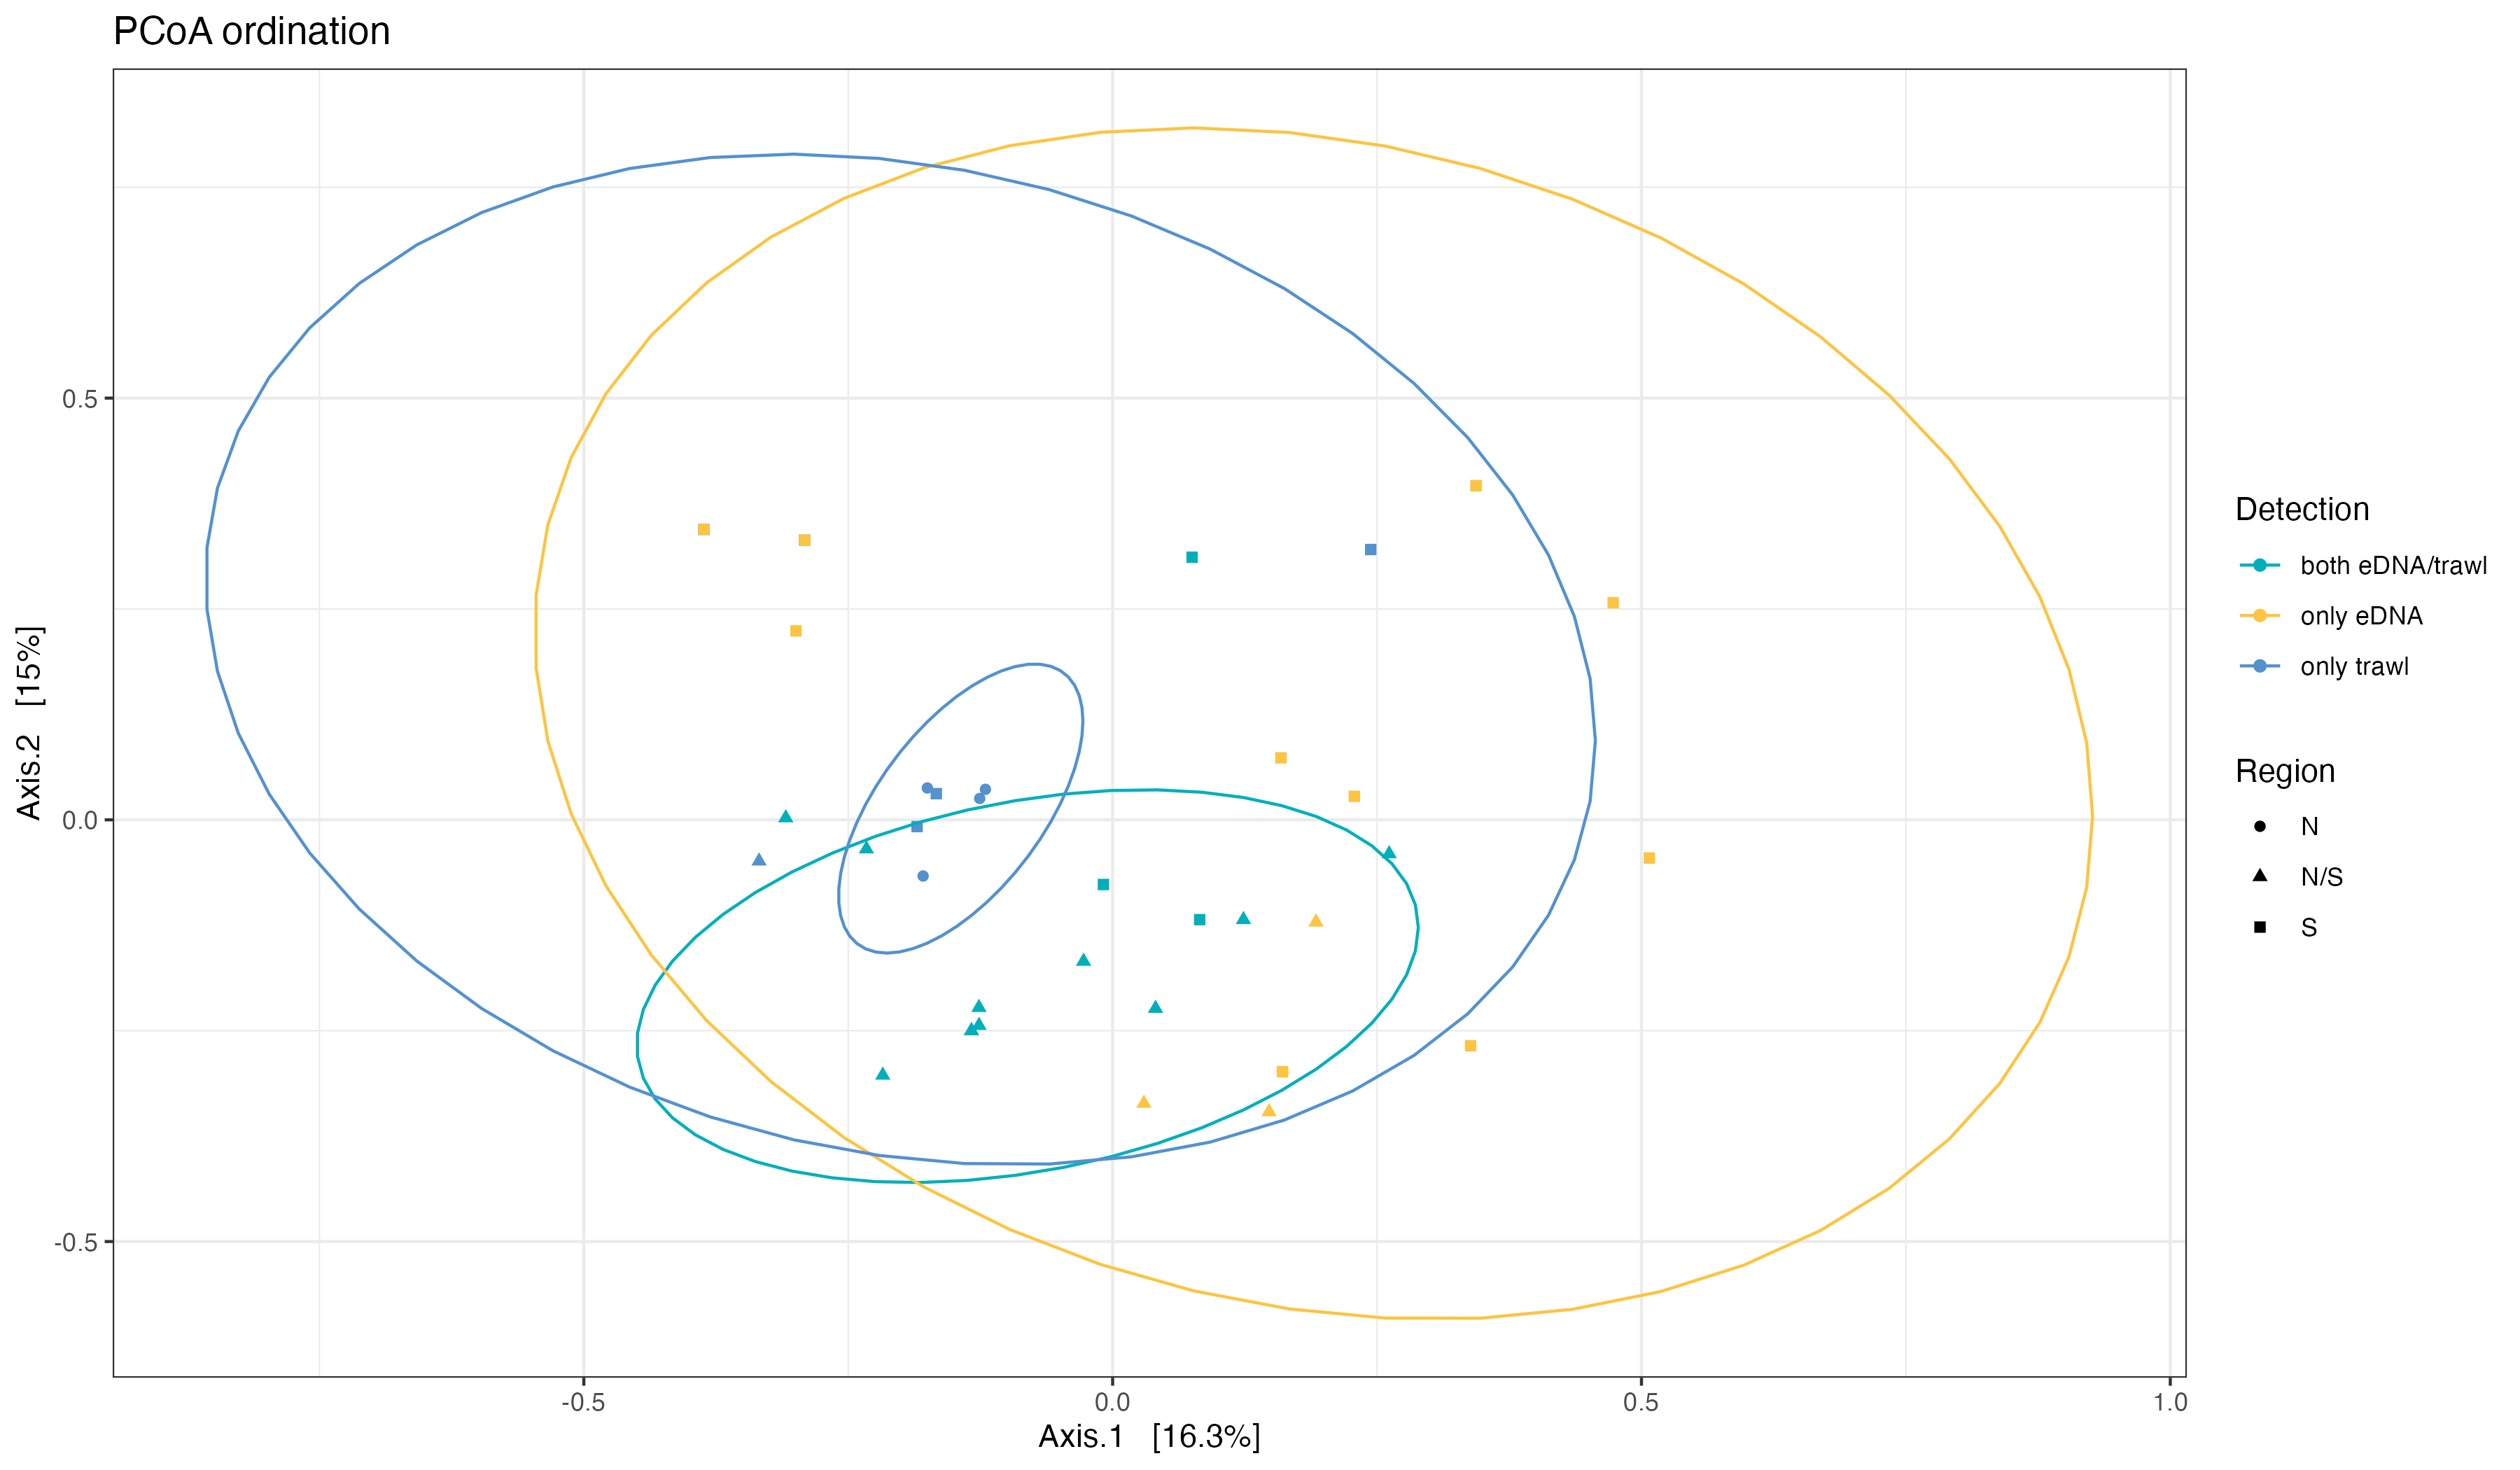 PCoA ordination
0.5
0.0
-0.5
Axis.2 [15%]
-0.5
0.0
0.5
1.0
Axis.1 [16.3%]
Detection
both eDNA/trawl
only eDNA
only trawl
Region
N
N/S
S